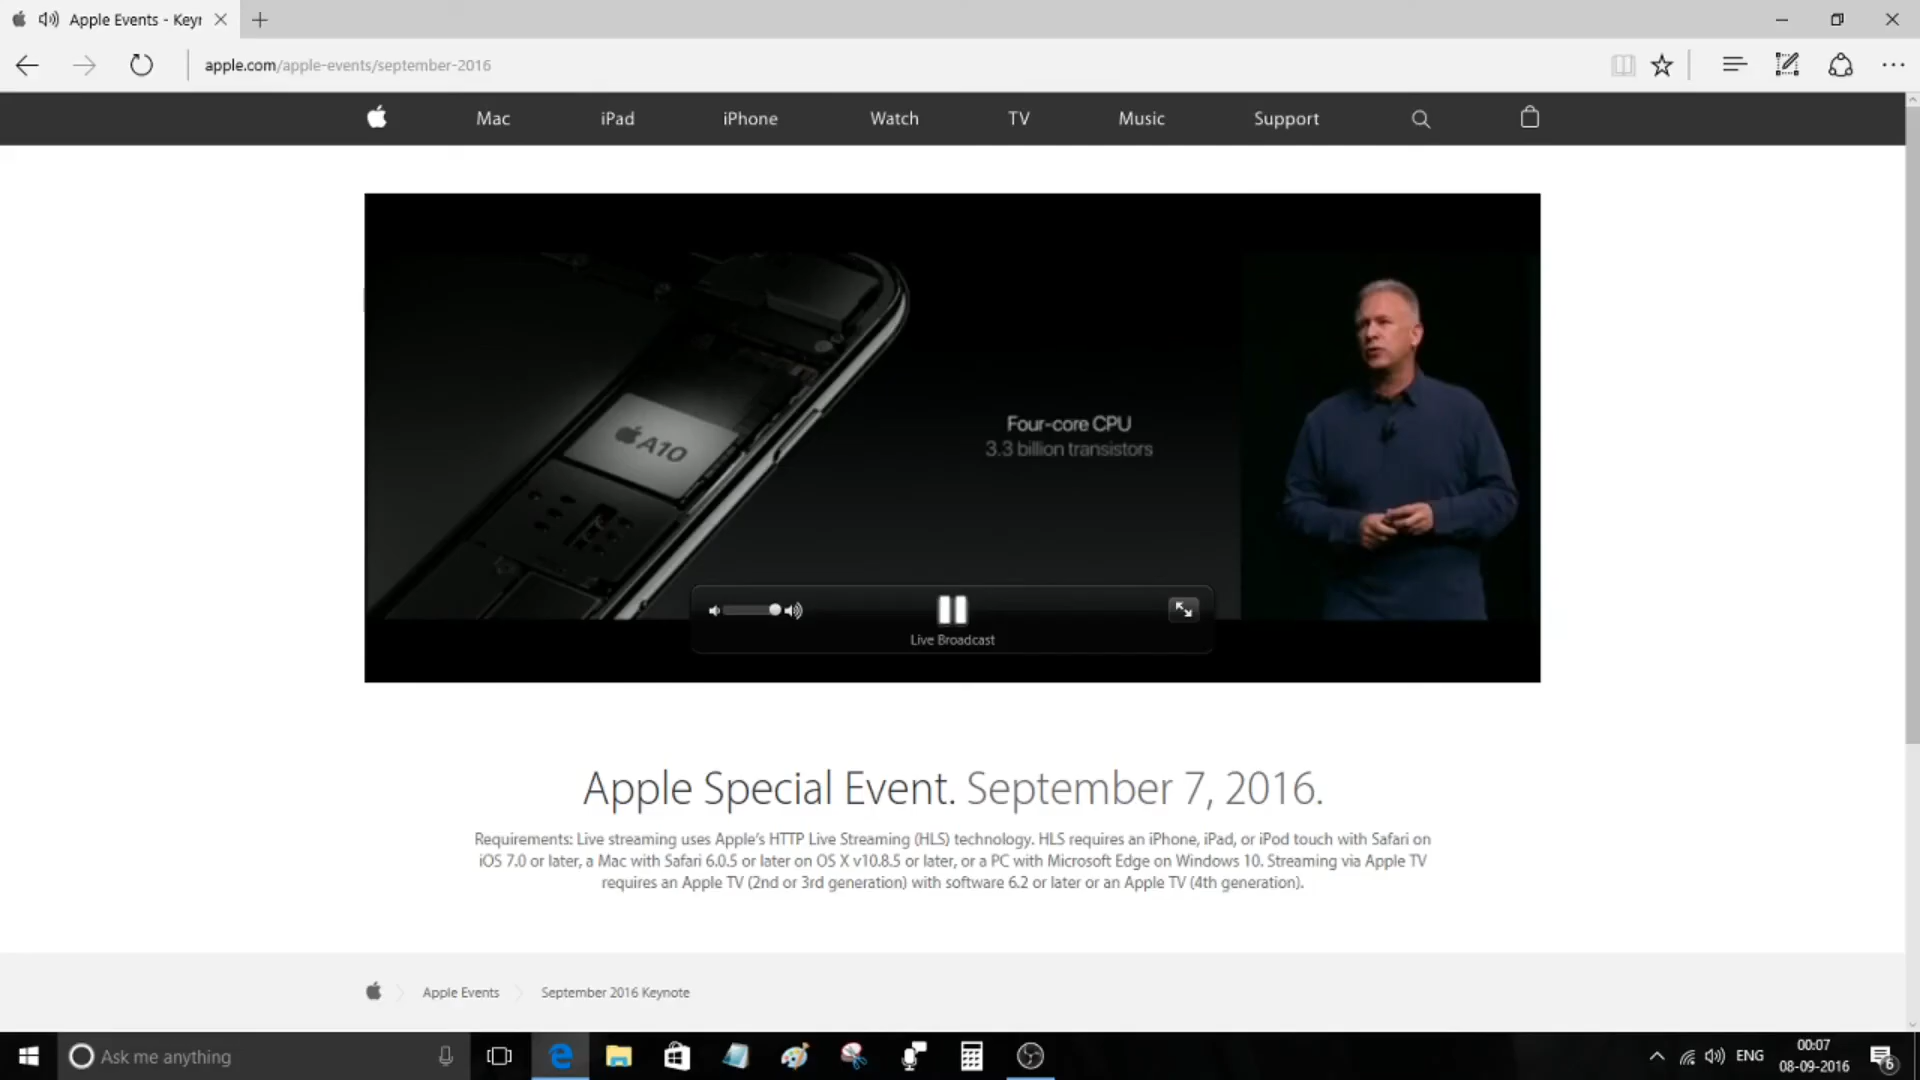 Apple Events - Keyn
apple.com/apple-events/september-2016
Mac
iPad
iPhone
Watch
TV
Music
Support
A10
Four-core CPU
3.3 billion transistors
Live Broadcast
Apple Special Event. September 7, 2016.
Requirements: Live streaming uses Apple’s HTTP Live Streaming (HLS) technology. HLS requires an iPhone, iPad, or iPod touch with Safari on
iOS 7.0 or later, a Mac with Safari 6.0.5 or later on OS X v10.8.5 or later, or a PC with Microsoft Edge on Windows 10. Streaming via Apple TV
requires an Apple TV (2nd or 3rd generation) with software 6.2 or later or an Apple TV (4th generation).
Apple Events
September 2016 Keynote
Ask me anything
ENG
00:07
08-09-2016
6